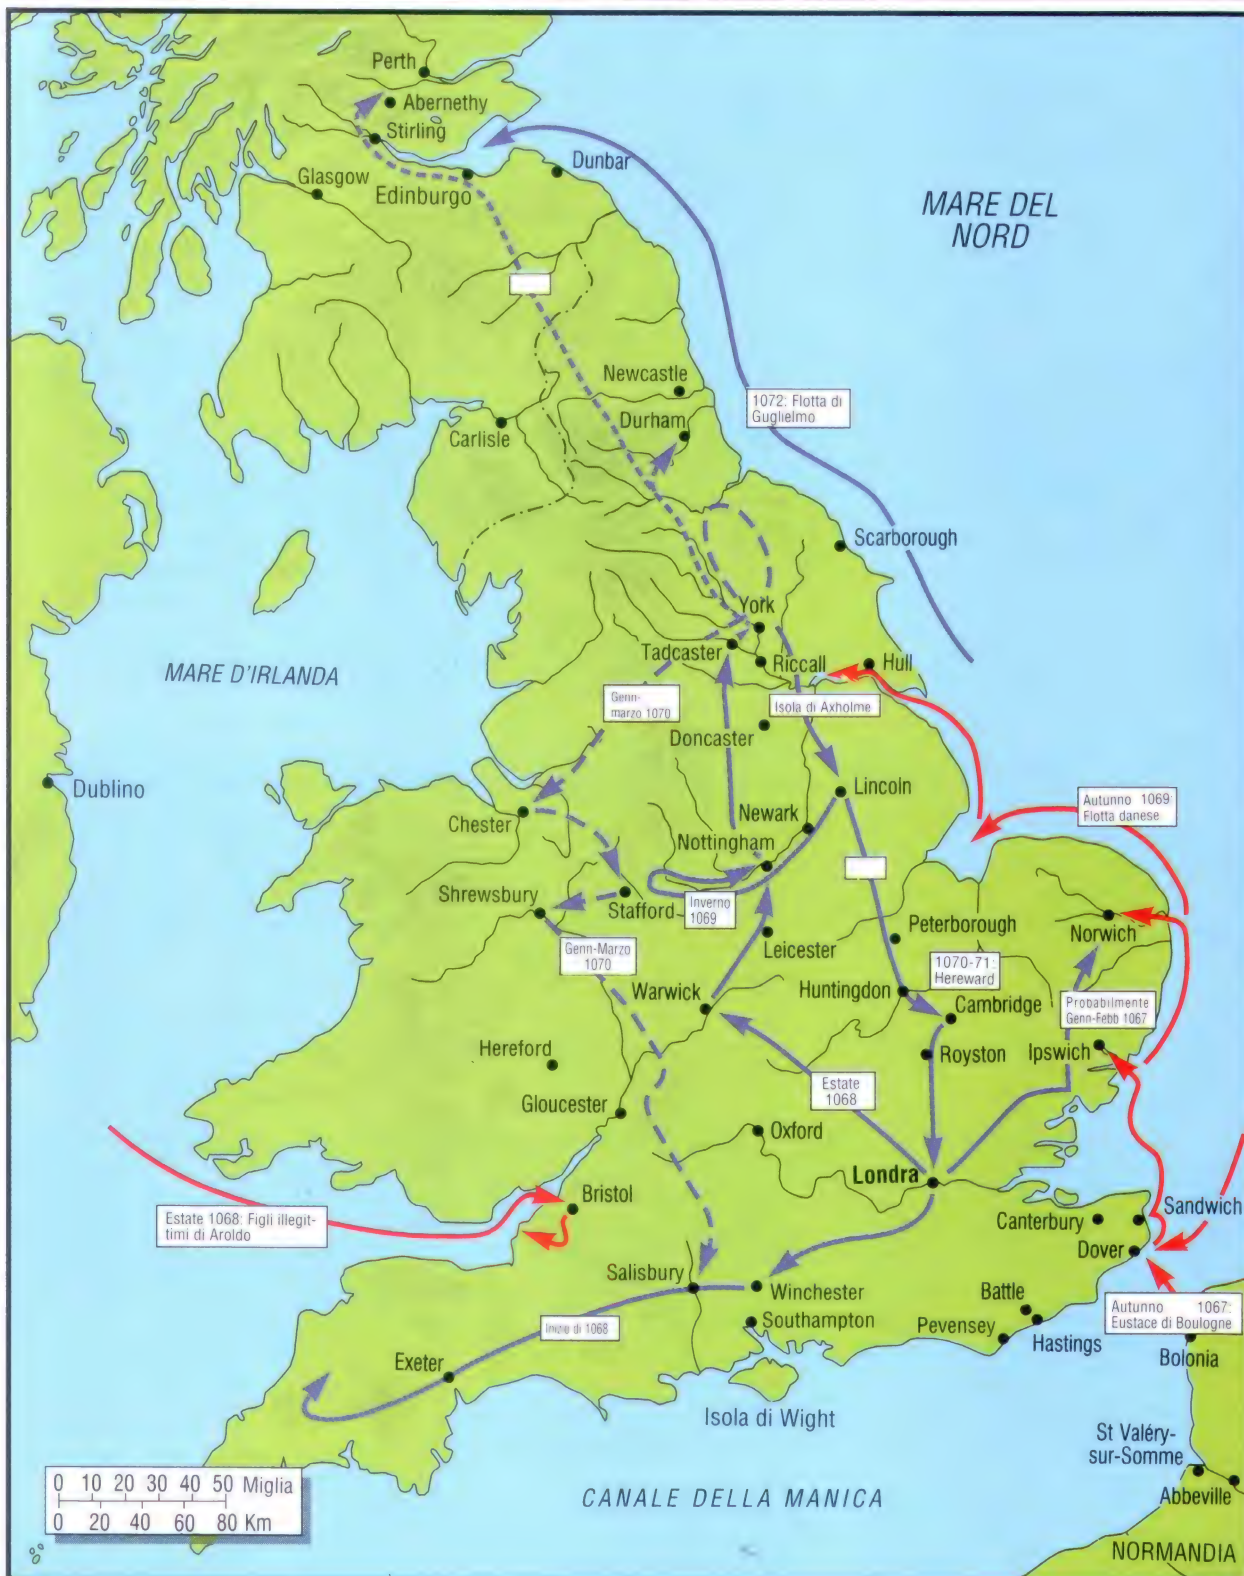 Perth
Abernethy
Stirling
Dunbar
Glasgow
Edinburgo
MARE DEL
NORD
Newcastle
1072: Flotta di
Guglielmo
Durham
Carlisle
Scarborough
York
Tadcaster
Riccall
Hull
MARE D'IRLANDA
Genn-
marzo 1070
Isola di Axholme
Doncaster
Dublino
Lincoln
Autunno 1069:
Flotta danese
Chester
Newark
Nottingham
Shrewsbury
Stafford
Inverno
1069
Peterborough
Norwich
Genn-Marzo
1070
Leicester
1070-71:
Hereward
Warwick
Huntingdon
Cambridge
Probabilmente
Genn-Febb 1067
Hereford
Royston
Ipswich
Estate
1068
Gloucester
Oxford
Londra
Bristol
Sandwich
Estate 1068: Figli illegit-
timi di Aroldo
Canterbury
Dover
Salisbury
Winchester
Battle
Autunno 1067:
Eustace di Boulogne
Southampton
Inizio di 1068
Pevensey
Hastings
Bolonia
Exeter
Isola di Wight
St Valéry-
sur-Somme
0 10 20 30 40 50 Miglia
0 20 40 60 80 Km
CANALE DELLA MANICA
Abbeville
NORMANDIA